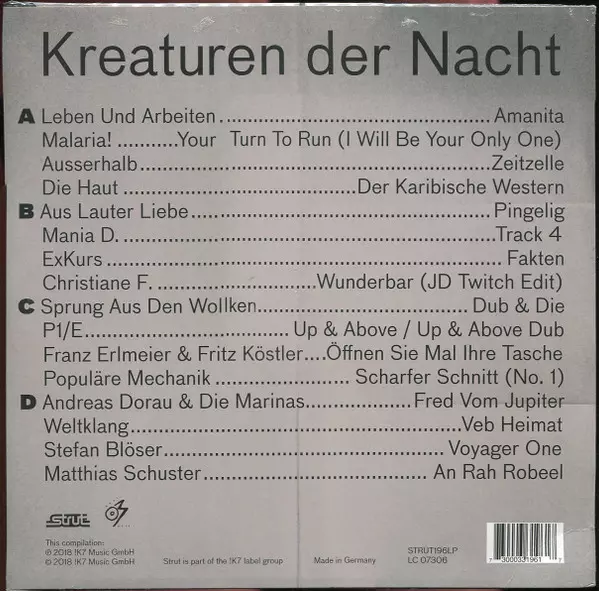 Kreaturen der Nacht
A Leben Und Arbeiten ........................................ Amanita
Malaria! ...........Your Turn To Run (I Will Be Your Only One)
Ausserhalb.....................................................Zeitzelle
Die Haut ...................................Der Karibische Western
B Aus Lauter Liebe.............................................Pingelig
Mania D. .........................................................Track 4
ExKurs ............................................................ Fakten
Christiane F. ........................Wunderbar (JD Twitch Edit)
C Sprung Aus Den Wollken................................ Dub & Die
P1/E............................. Up & Above / Up & Above Dub
Franz Erlmeier & Fritz Köstler....Öffnen Sie Mal Ihre Tasche
Populäre Mechanik .................... Scharfer Schnitt (No. 1)
D Andreas Dorau & Die Marinas................Fred Vom Jupiter
Weltklang..................................................Veb Heimat
Stefan Blöser............................................ Voyager One
Matthias Schuster.................................. An Rah Robeel
Strut
This compilation:
℗ 2018 !K7 Music GmbH
© 2018 !K7 Music GmbH
Strut is part of the !K7 label group
Made in Germany
STRUT196LP
LC 07306
7 30003 31961 7